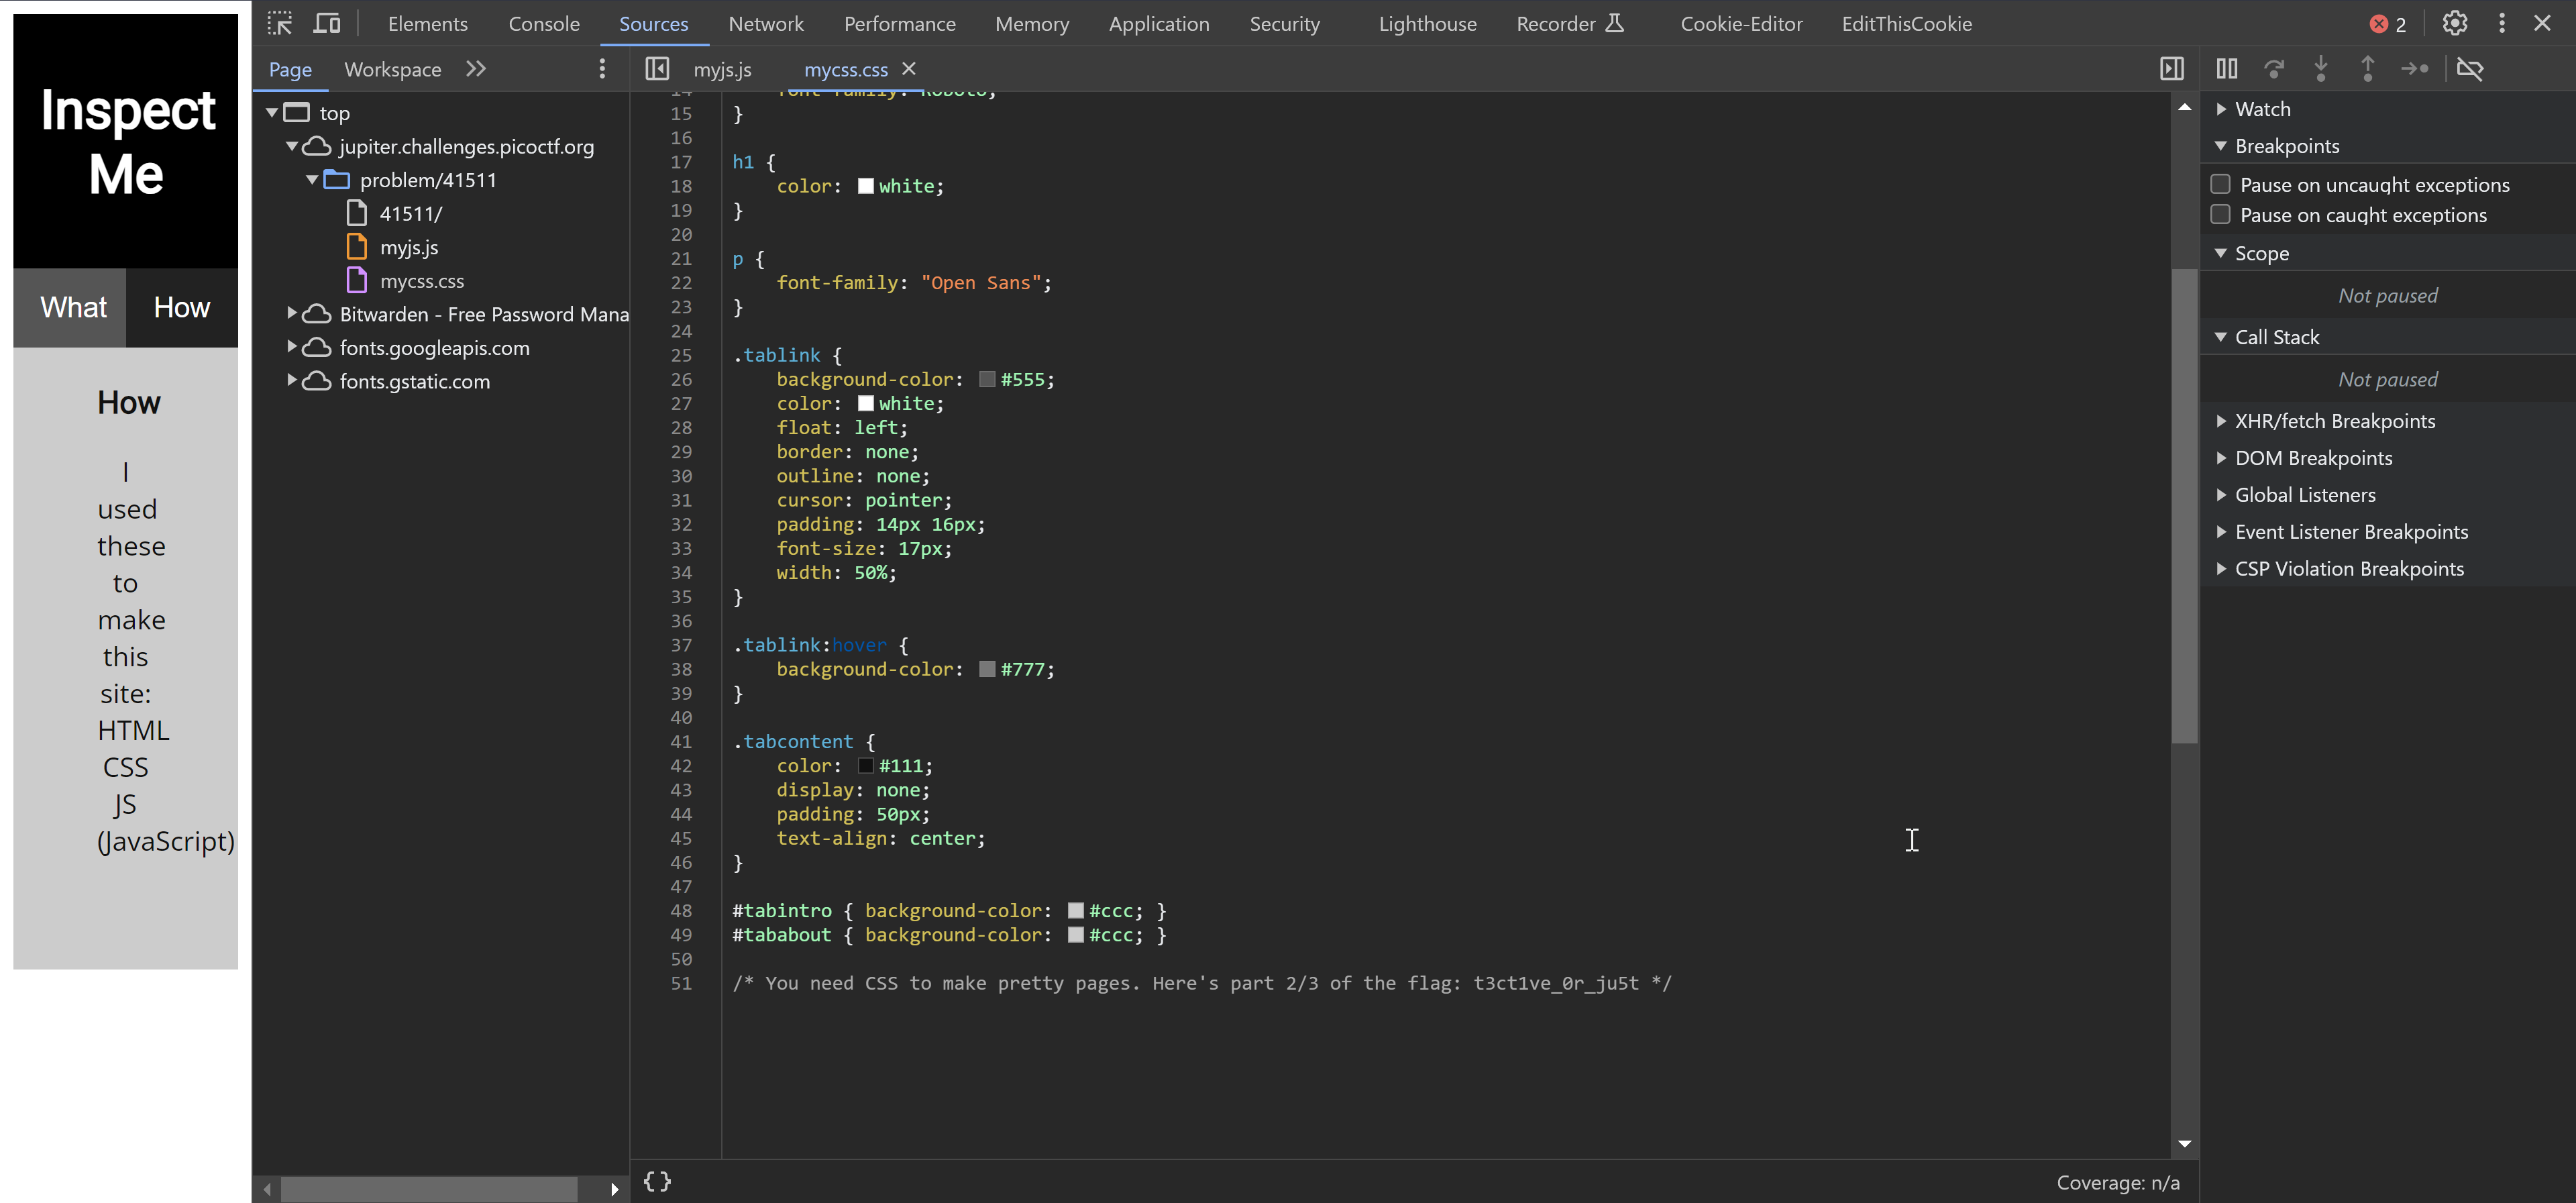 Inspect
Me
What How
How
I
used
these
to
make
this
site:
HTML
CSS
JS
(JavaScript)
Elements Console Sources Network Performance Memory Application Security Lighthouse Recorder Cookie-Editor EditThisCookie 2
Page Workspace
top
jupiter.challenges.picoctf.org
problem/41511
41511/
myjs.js
mycss.css
Bitwarden - Free Password Mana
fonts.googleapis.com
fonts.gstatic.com
myjs.js mycss.css
14 font-family: Roboto;
15 }
16
17 h1 {
18 color: white;
19 }
20
21 p {
22 font-family: "Open Sans";
23 }
24
25 .tablink {
26 background-color: #555;
27 color: white;
28 float: left;
29 border: none;
30 outline: none;
31 cursor: pointer;
32 padding: 14px 16px;
33 font-size: 17px;
34 width: 50%;
35 }
36
37 .tablink:hover {
38 background-color: #777;
39 }
40
41 .tabcontent {
42 color: #111;
43 display: none;
44 padding: 50px;
45 text-align: center;
46 }
47
48 #tabintro { background-color: #ccc; }
49 #tababout { background-color: #ccc; }
50
51 /* You need CSS to make pretty pages. Here's part 2/3 of the flag: t3ct1ve_0r_ju5t */
{}
Coverage: n/a
Watch
Breakpoints
Pause on uncaught exceptions
Pause on caught exceptions
Scope
Not paused
Call Stack
Not paused
XHR/fetch Breakpoints
DOM Breakpoints
Global Listeners
Event Listener Breakpoints
CSP Violation Breakpoints